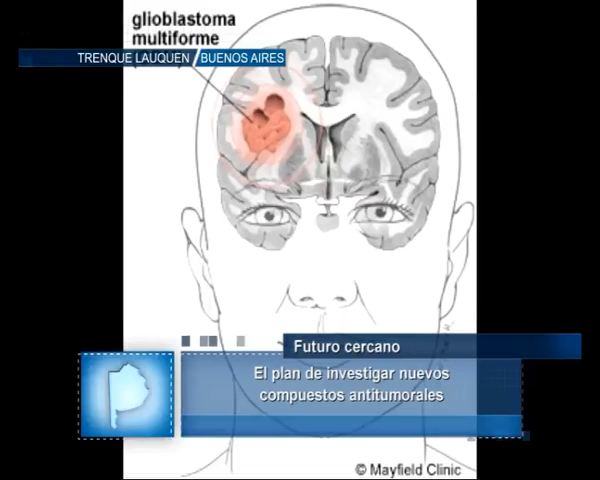 glioblastoma
multiforme
TRENQUE LAUQUEN / BUENOS AIRES
Futuro cercano
El plan de investigar nuevos
compuestos antitumorales
© Mayfield Clinic